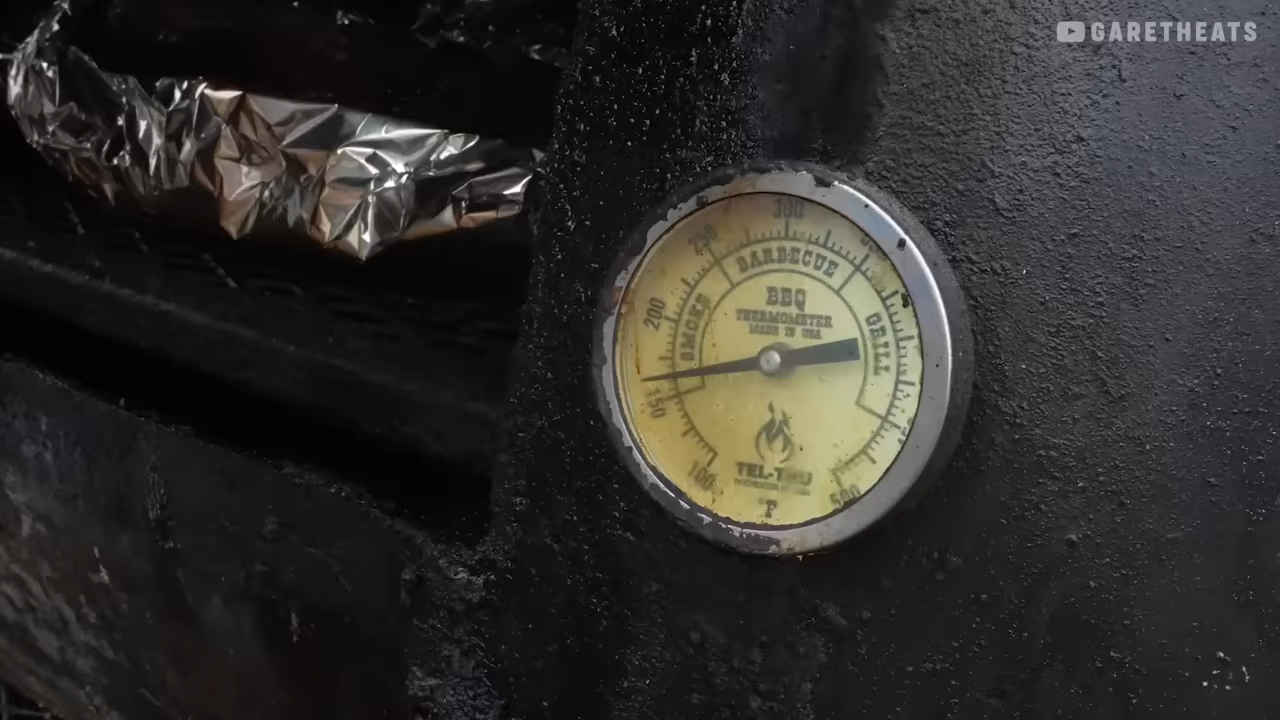 GARETHEATS
300
250
BARBECUE
BBQ
200
SMOKE
THERMOMETER
GRILL
MADE IN USA
150
100
TEL-TRU
500
°F